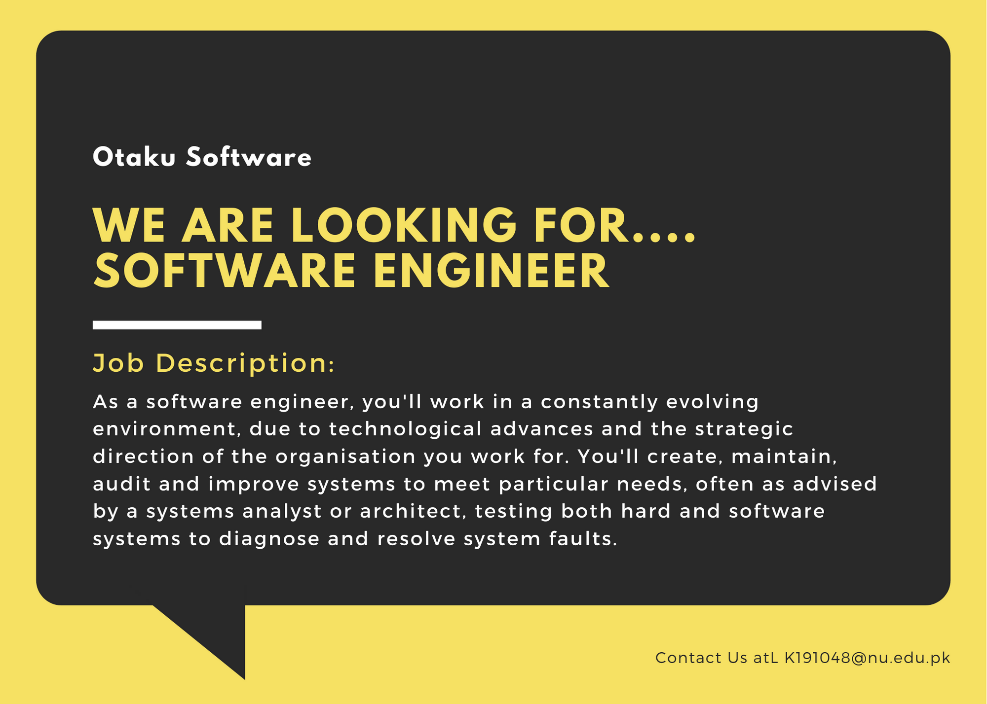 Otaku Software
WE ARE LOOKING FOR....
SOFTWARE ENGINEER
Job Description:
As a software engineer, you'll work in a constantly evolving
environment, due to technological advances and the strategic
direction of the organisation you work for. You'll create, maintain,
audit and improve systems to meet particular needs, often as advised
by a systems analyst or architect, testing both hard and software
systems to diagnose and resolve system faults.
Contact Us atL K191048@nu.edu.pk